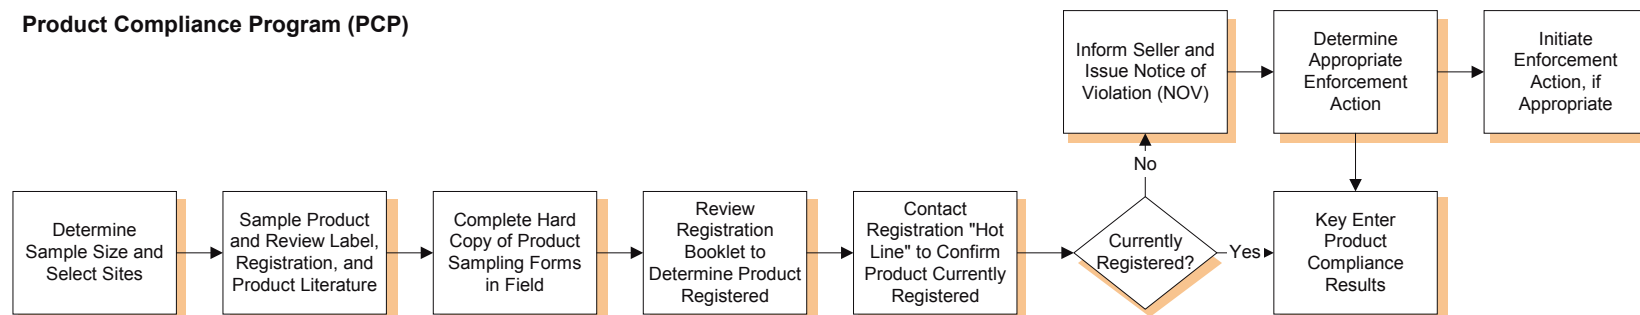 Product Compliance Program (PCP)
Inform Seller and
Issue Notice of
Violation (NOV)
Determine
Appropriate
Enforcement
Action
Initiate
Enforcement
Action, if
Appropriate
No
Determine
Sample Size and
Select Sites
Sample Product
and Review Label,
Registration, and
Product Literature
Complete Hard
Copy of Product
Sampling Forms
in Field
Review
Registration
Booklet to
Determine Product
Registered
Contact
Registration "Hot
Line" to Confirm
Product Currently
Registered
Currently
Registered?
Yes
Key Enter
Product
Compliance
Results